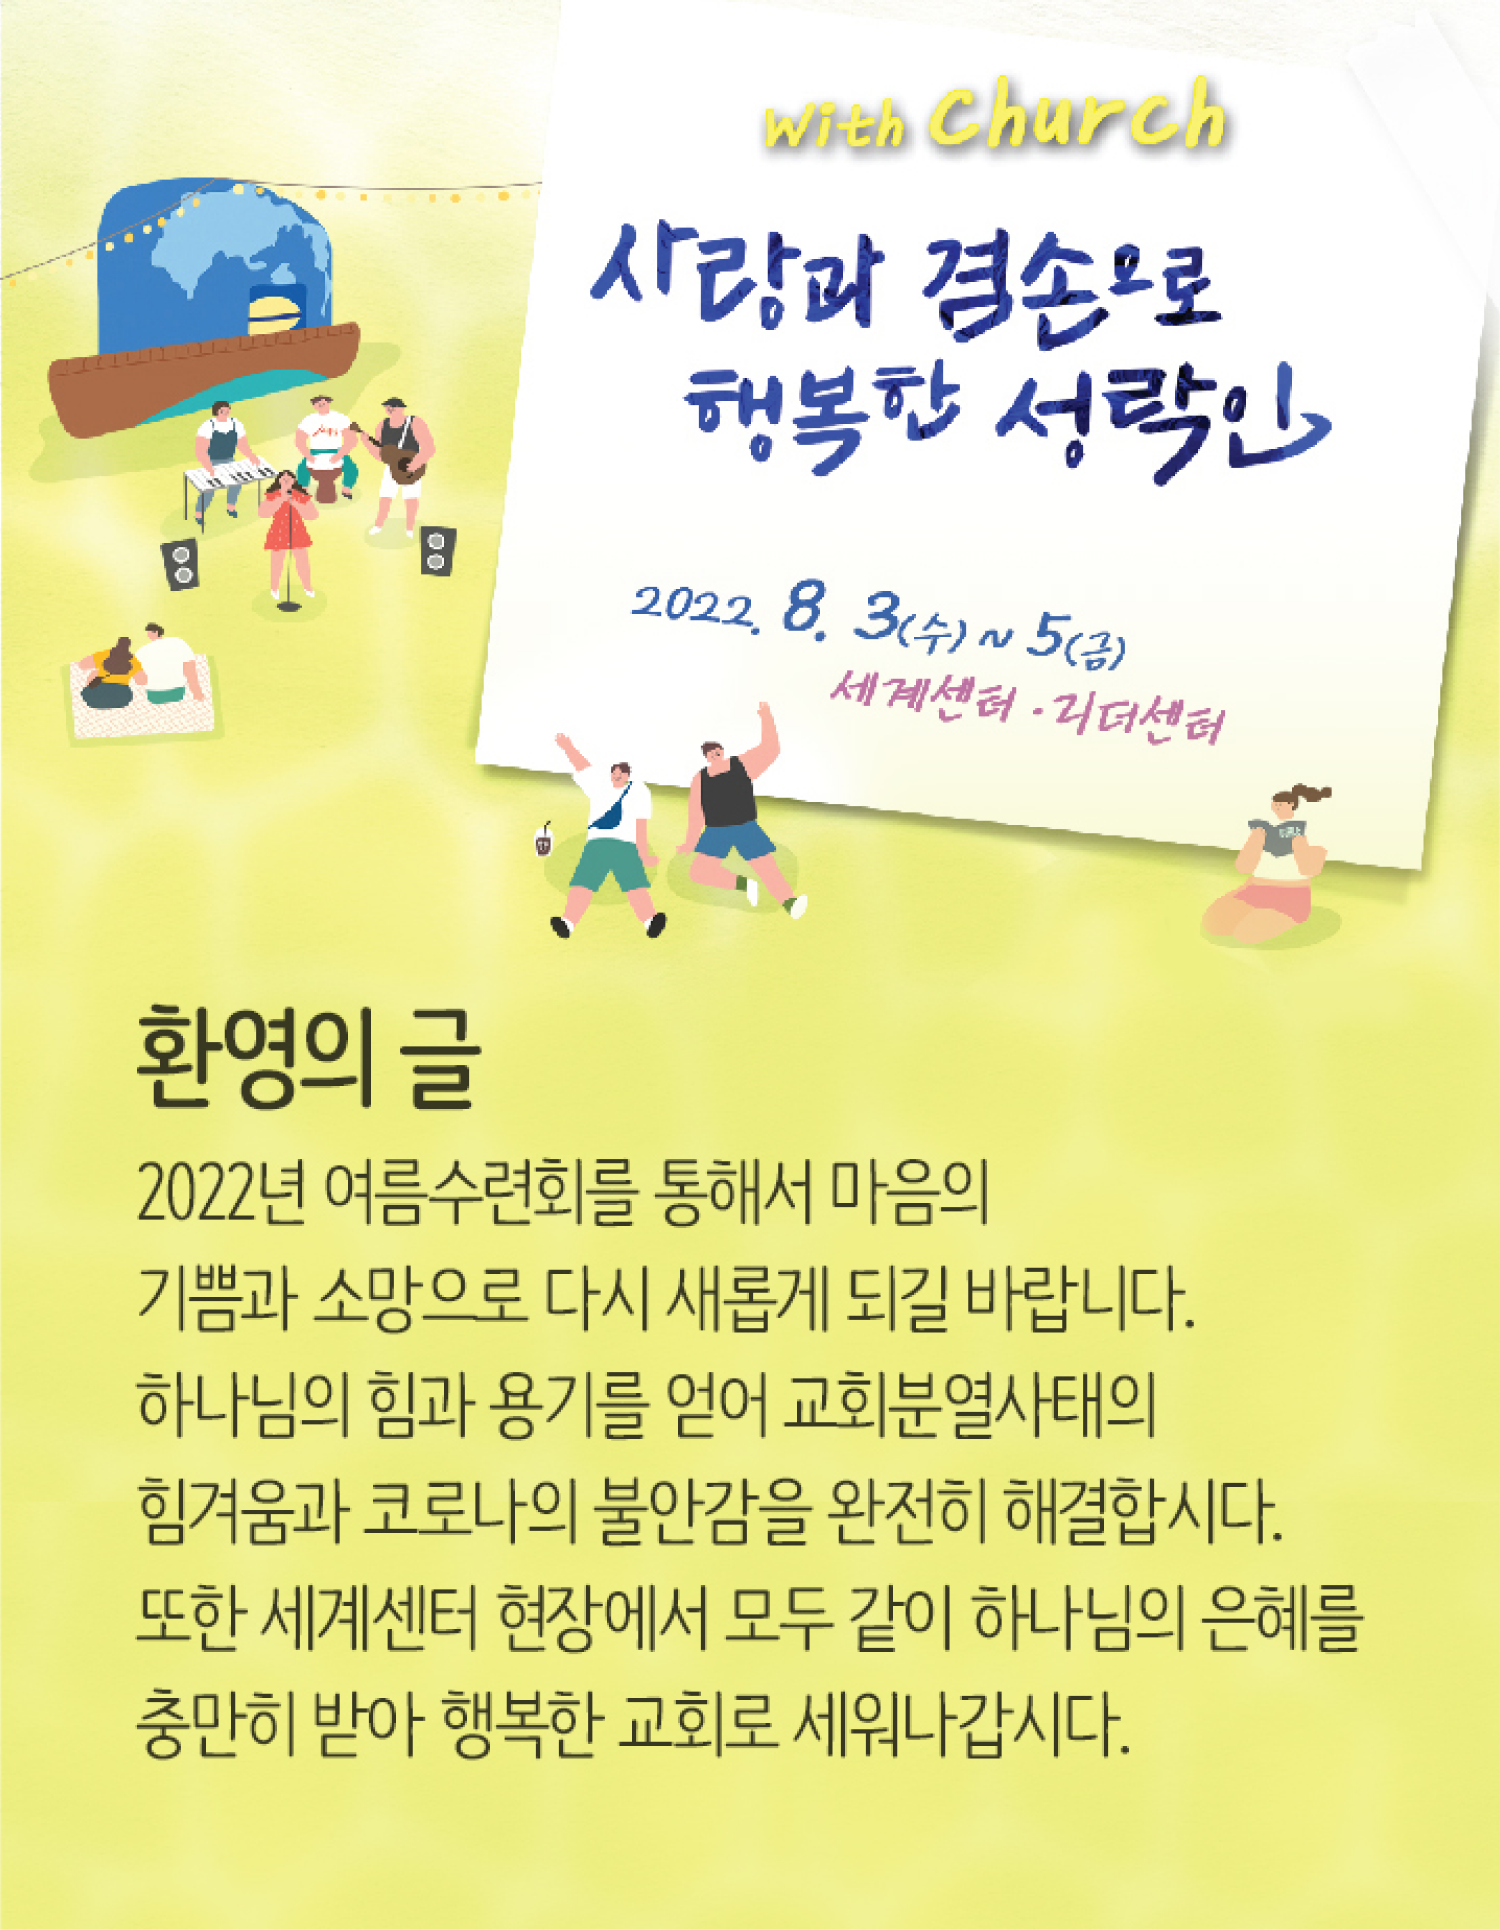 With Church
사랑과 겸손으로
행복한 성락인
2022. 8. 3(수) ~ 5(금)
세계센터 · 리더센터
환영의 글
2022년 여름수련회를 통해서 마음의
기쁨과 소망으로 다시 새롭게 되길 바랍니다.
하나님의 힘과 용기를 얻어 교회분열사태의
힘겨움과 코로나의 불안감을 완전히 해결합시다.
또한 세계센터 현장에서 모두 같이 하나님의 은혜를
충만히 받아 행복한 교회로 세워나갑시다.